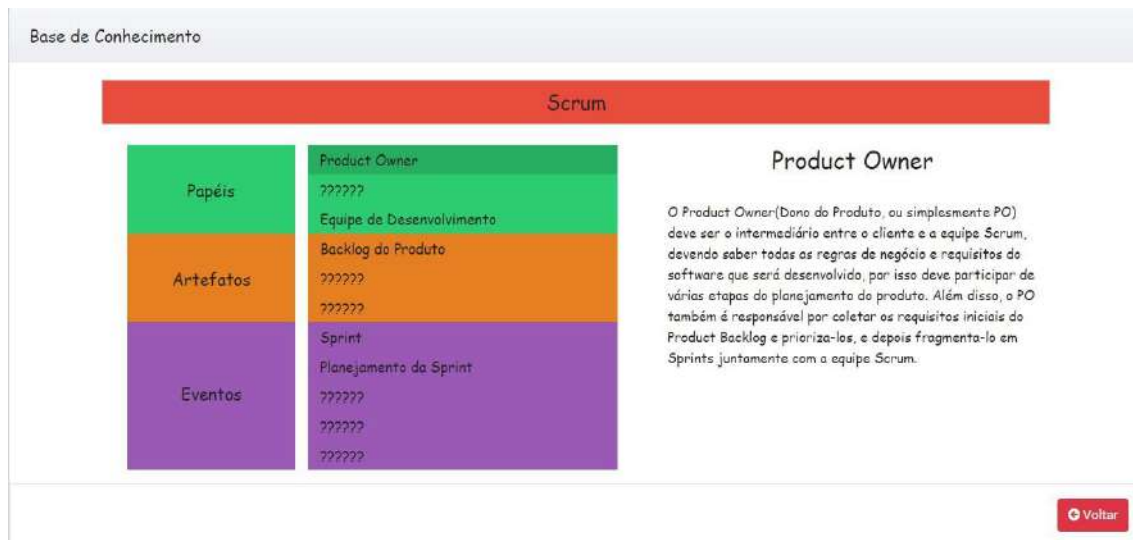 Base de Conhecimento
Scrum
Papéis
Product Owner
??????
Equipe de Desenvolvimento
Artefatos
Backlog do Produto
??????
??????
Eventos
Sprint
Planejamento da Sprint
??????
??????
??????
Product Owner
O Product Owner(Dono do Produto, ou simplesmente PO)
deve ser o intermediário entre o cliente e a equipe Scrum,
devendo saber todas as regras de negócio e requisitos do
software que será desenvolvido, por isso deve participar de
várias etapas do planejamento do produto. Além disso, o PO
também é responsável por coletar os requisitos iniciais do
Product Backlog e prioriza-los, e depois fragmenta-lo em
Sprints juntamente com a equipe Scrum.
Voltar